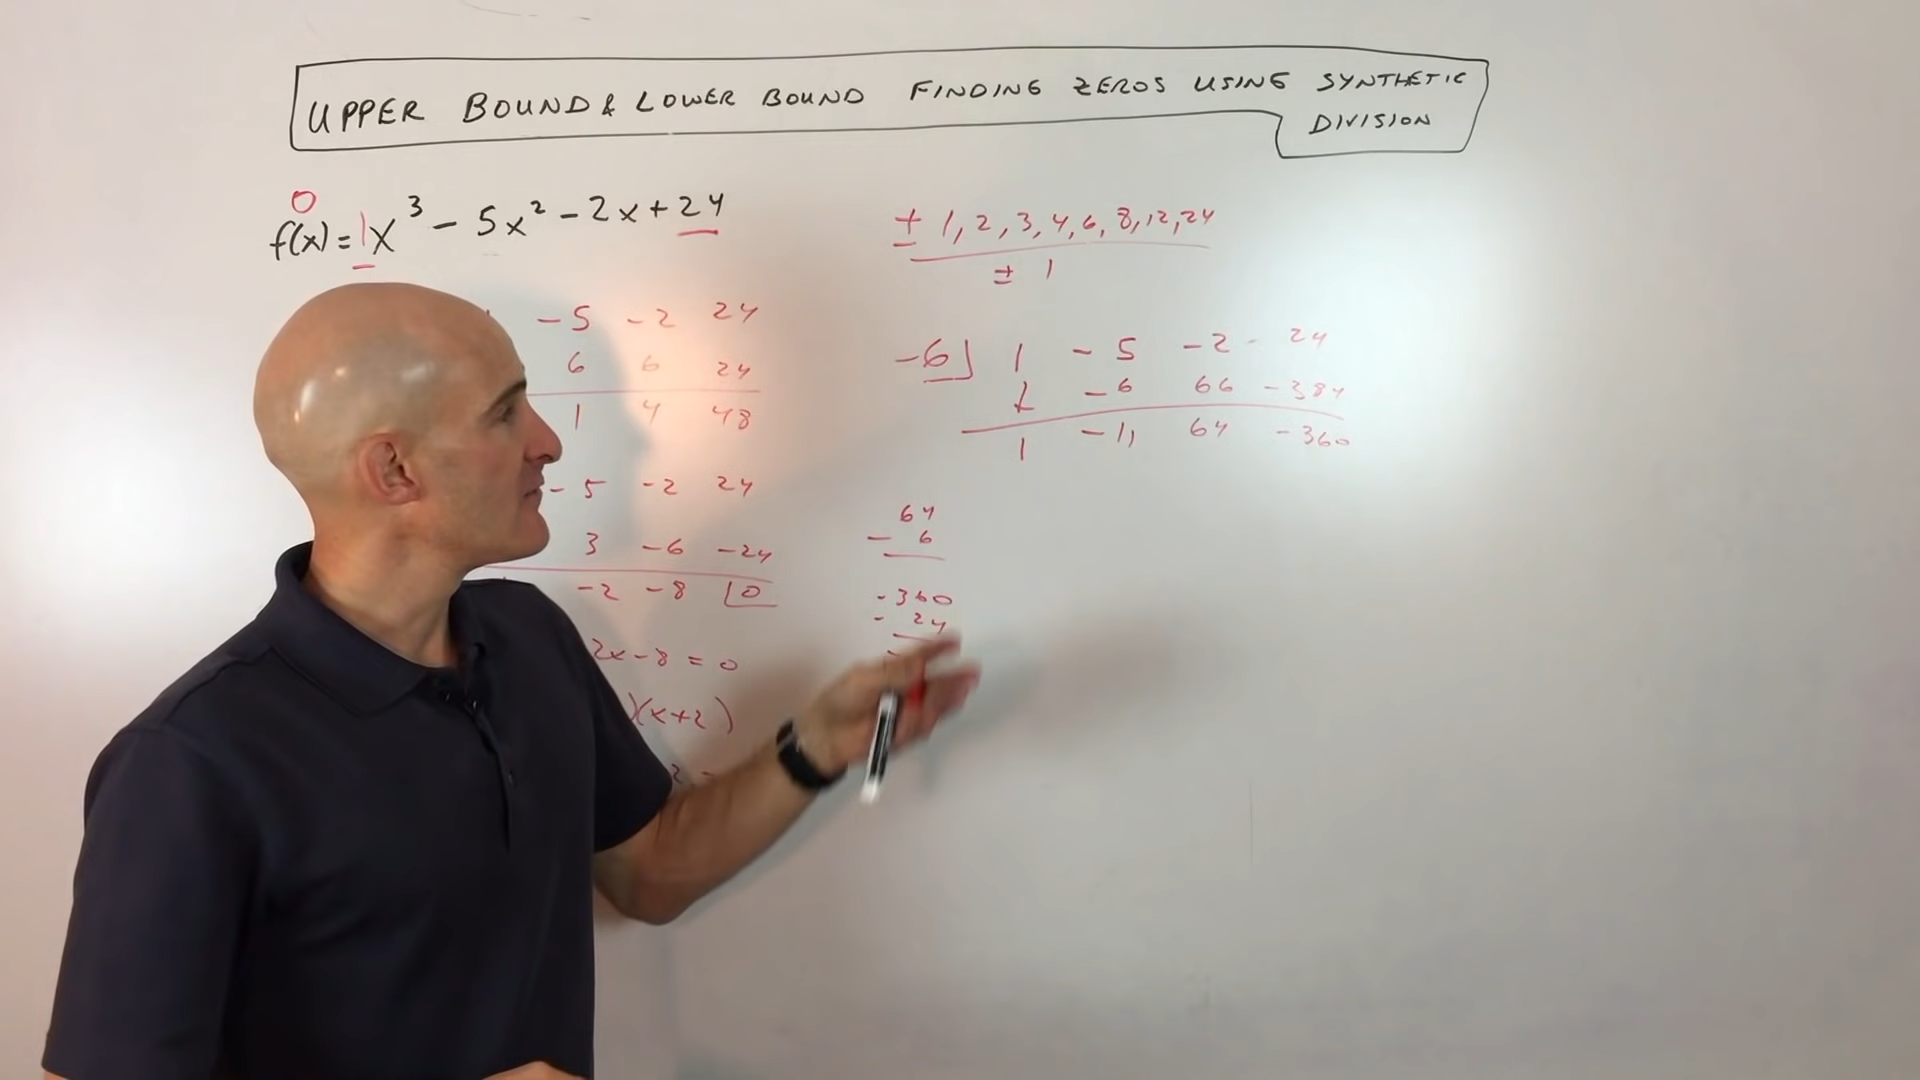 UPPER BOUND & LOWER BOUND FINDING ZEROS USING SYNTHETIC
DIVISION
0
f(x) = 1x³ - 5x² - 2x + 24
-5 -2 24
6 6 24
1 4 48
-5 -2 24
3 -6 -24
-2 -8 0
2x - 8 = 0
)(x+2)
± 1, 2, 3, 4, 6, 8, 12, 24
± 1
-6 1 -5 -2 24
↓ -6 66 -384
1 -11 64 -360
64
- 6
-360
- 24